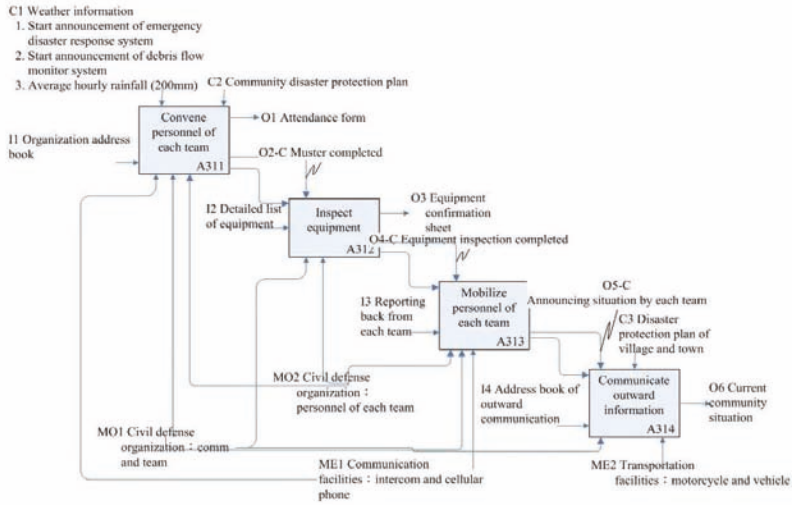 C1 Weather information
1. Start announcement of emergency
disaster response system
2. Start announcement of debris flow
monitor system
3. Average hourly rainfall (200mm)
C2 Community disaster protection plan
Convene
personnel of
each team
A311
O1 Attendance form
I1 Organization address
book
O2-C Muster completed
I2 Detailed list
of equipment
Inspect
equipment
A312
O3 Equipment
confirmation
sheet
O4-C Equipment inspection completed
I3 Reporting
back from
each team
Mobilize
personnel of
each team
A313
O5-C
Announcing situation by each team
C3 Disaster
protection plan of
village and town
MO2 Civil defense
organization：
personnel of each team
I4 Address book of
outward
communication
Communicate
outward
information
A314
O6 Current
community
situation
MO1 Civil defense
organization：comm
and team
ME1 Communication
facilities：intercom and cellular
phone
ME2 Transportation
facilities：motorcycle and vehicle